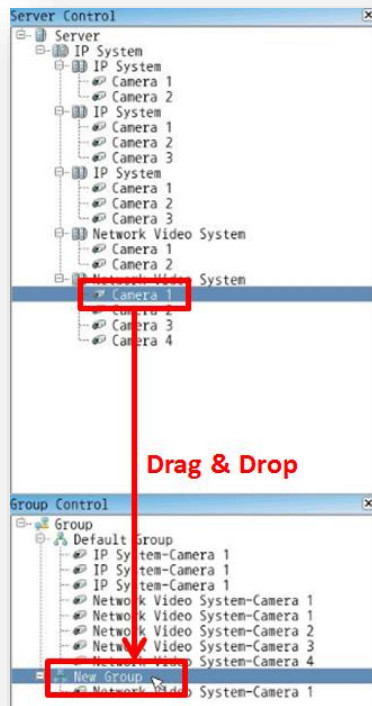 Server Control
Server
IP System
IP System
Camera 1
Camera 2
IP System
Camera 1
Camera 2
Camera 3
IP System
Camera 1
Camera 2
Camera 3
Network Video System
Camera 1
Camera 2
Network Video System
Camera 1
Camera 2
Camera 3
Camera 4
Drag & Drop
Group Control
Group
Default Group
IP System-Camera 1
IP System-Camera 1
IP System-Camera 1
Network Video System-Camera 1
Network Video System-Camera 1
Network Video System-Camera 2
Network Video System-Camera 3
Network Video System-Camera 4
New Group
Network Video System-Camera 1